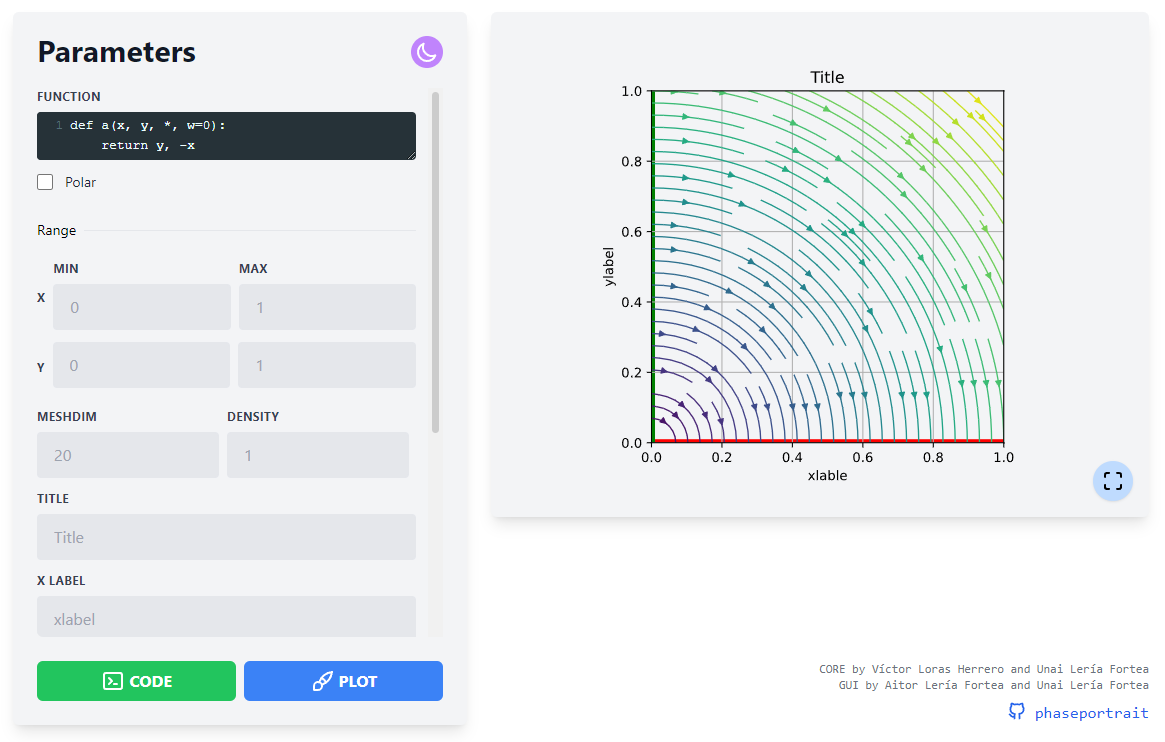 Parameters
FUNCTION
1 def a(x, y, *, w=0):
return y, -x
Polar
Range
MIN MAX
X 0 1
Y 0 1
MESHDIM DENSITY
20 1
TITLE
Title
X LABEL
xlabel
CODE PLOT
Title
1.0
0.8
0.6
0.4
0.2
0.0
ylabel
0.0 0.2 0.4 0.6 0.8 1.0
xlable
CORE by Víctor Loras Herrero and Unai Lería Fortea
GUI by Aitor Lería Fortea and Unai Lería Fortea
phaseportrait